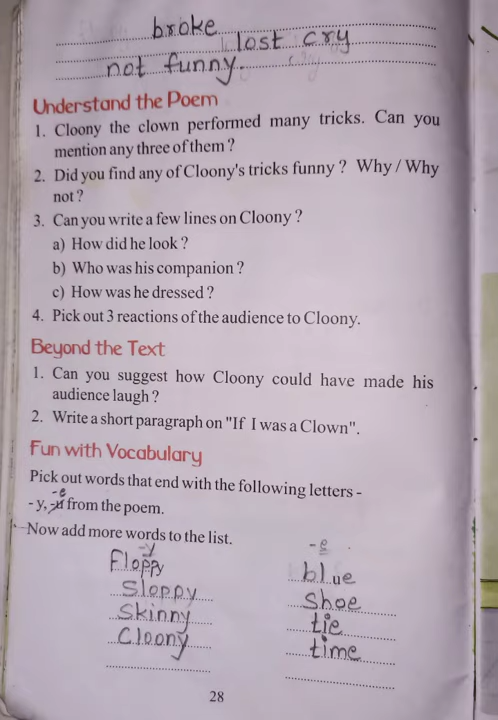 broke
lost cry
not funny.
Understand the Poem
1. Cloony the clown performed many tricks. Can you
mention any three of them ?
2. Did you find any of Cloony's tricks funny ? Why / Why
not ?
3. Can you write a few lines on Cloony ?
a) How did he look ?
b) Who was his companion ?
c) How was he dressed ?
4. Pick out 3 reactions of the audience to Cloony.
Beyond the Text
1. Can you suggest how Cloony could have made his
audience laugh ?
2. Write a short paragraph on "If I was a Clown".
Fun with Vocabulary
Pick out words that end with the following letters -
-e
- y, from the poem.
Now add more words to the list.
-y -e
Floppy blue
Sloppy Shoe
Skinny tie
Cloony time
28